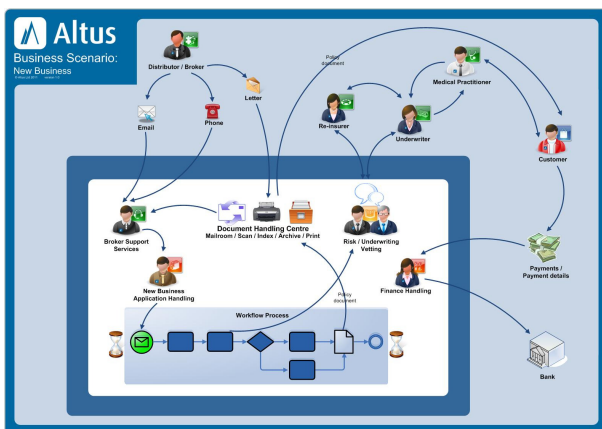 Altus
Business Scenario:
New Business
Distributor / Broker
Policy
document
Medical Practitioner
Letter
Email
Phone
Re-insurer
Underwriter
Customer
Document Handling Centre
Mailroom / Scan / Index / Archive / Print
Broker Support
Services
Risk / Underwriting
Vetting
New Business
Application Handling
Finance Handling
Payments /
Payment details
Policy
document
Workflow Process
Bank